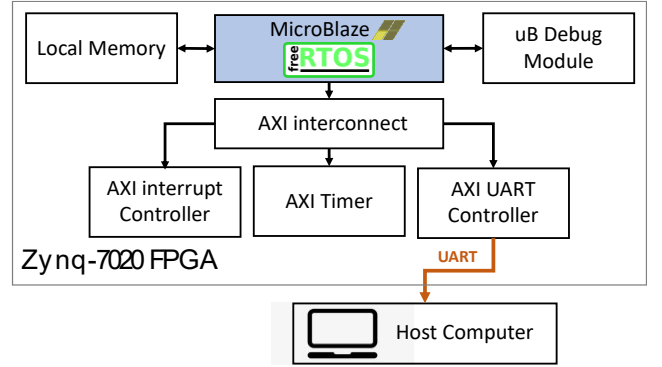 Local Memory
MicroBlaze
free RTOS
uB Debug
Module
AXI interconnect
AXI interrupt
Controller
AXI Timer
AXI UART
Controller
Zynq-7020 FPGA
UART
Host Computer